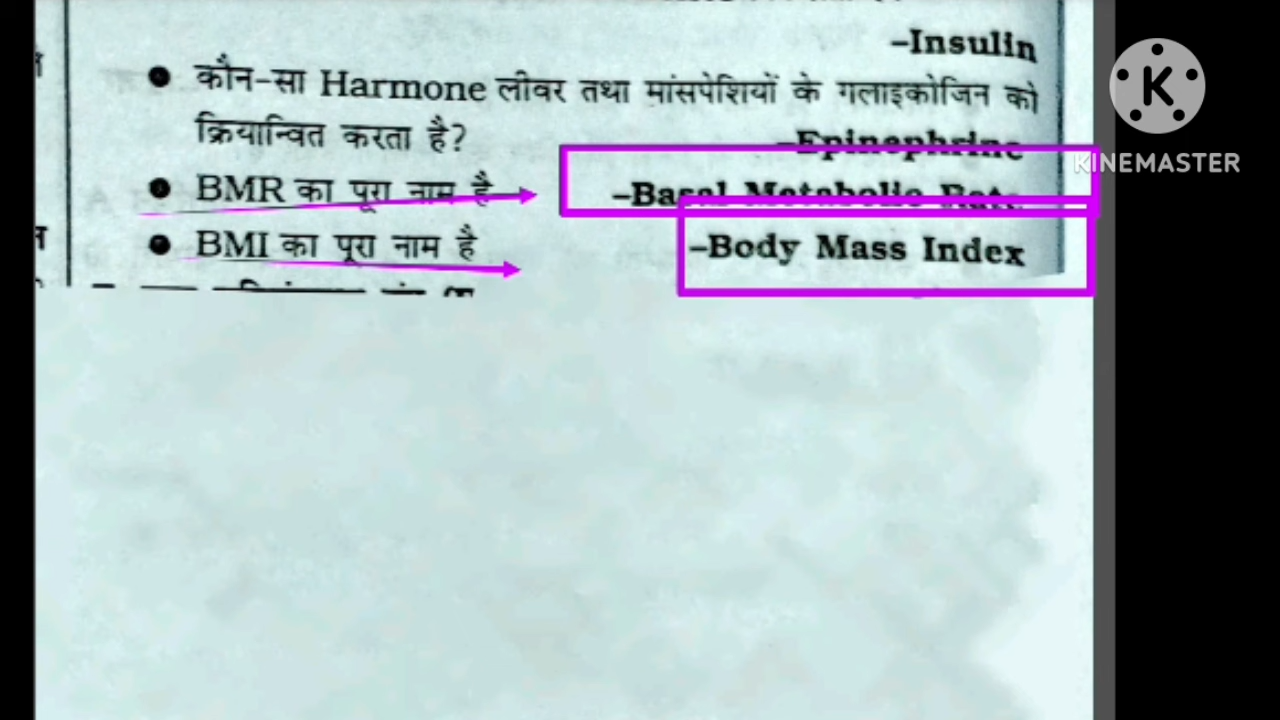 –Insulin
• कौन-सा Harmone लीवर तथा मांसपेशियों के गलाइकोजिन को
क्रियान्वित करता है? –Epinephrine
• BMR का पूरा नाम है –Basal Metabolic Rate
• BMI का पूरा नाम है –Body Mass Index
K
KINEMASTER